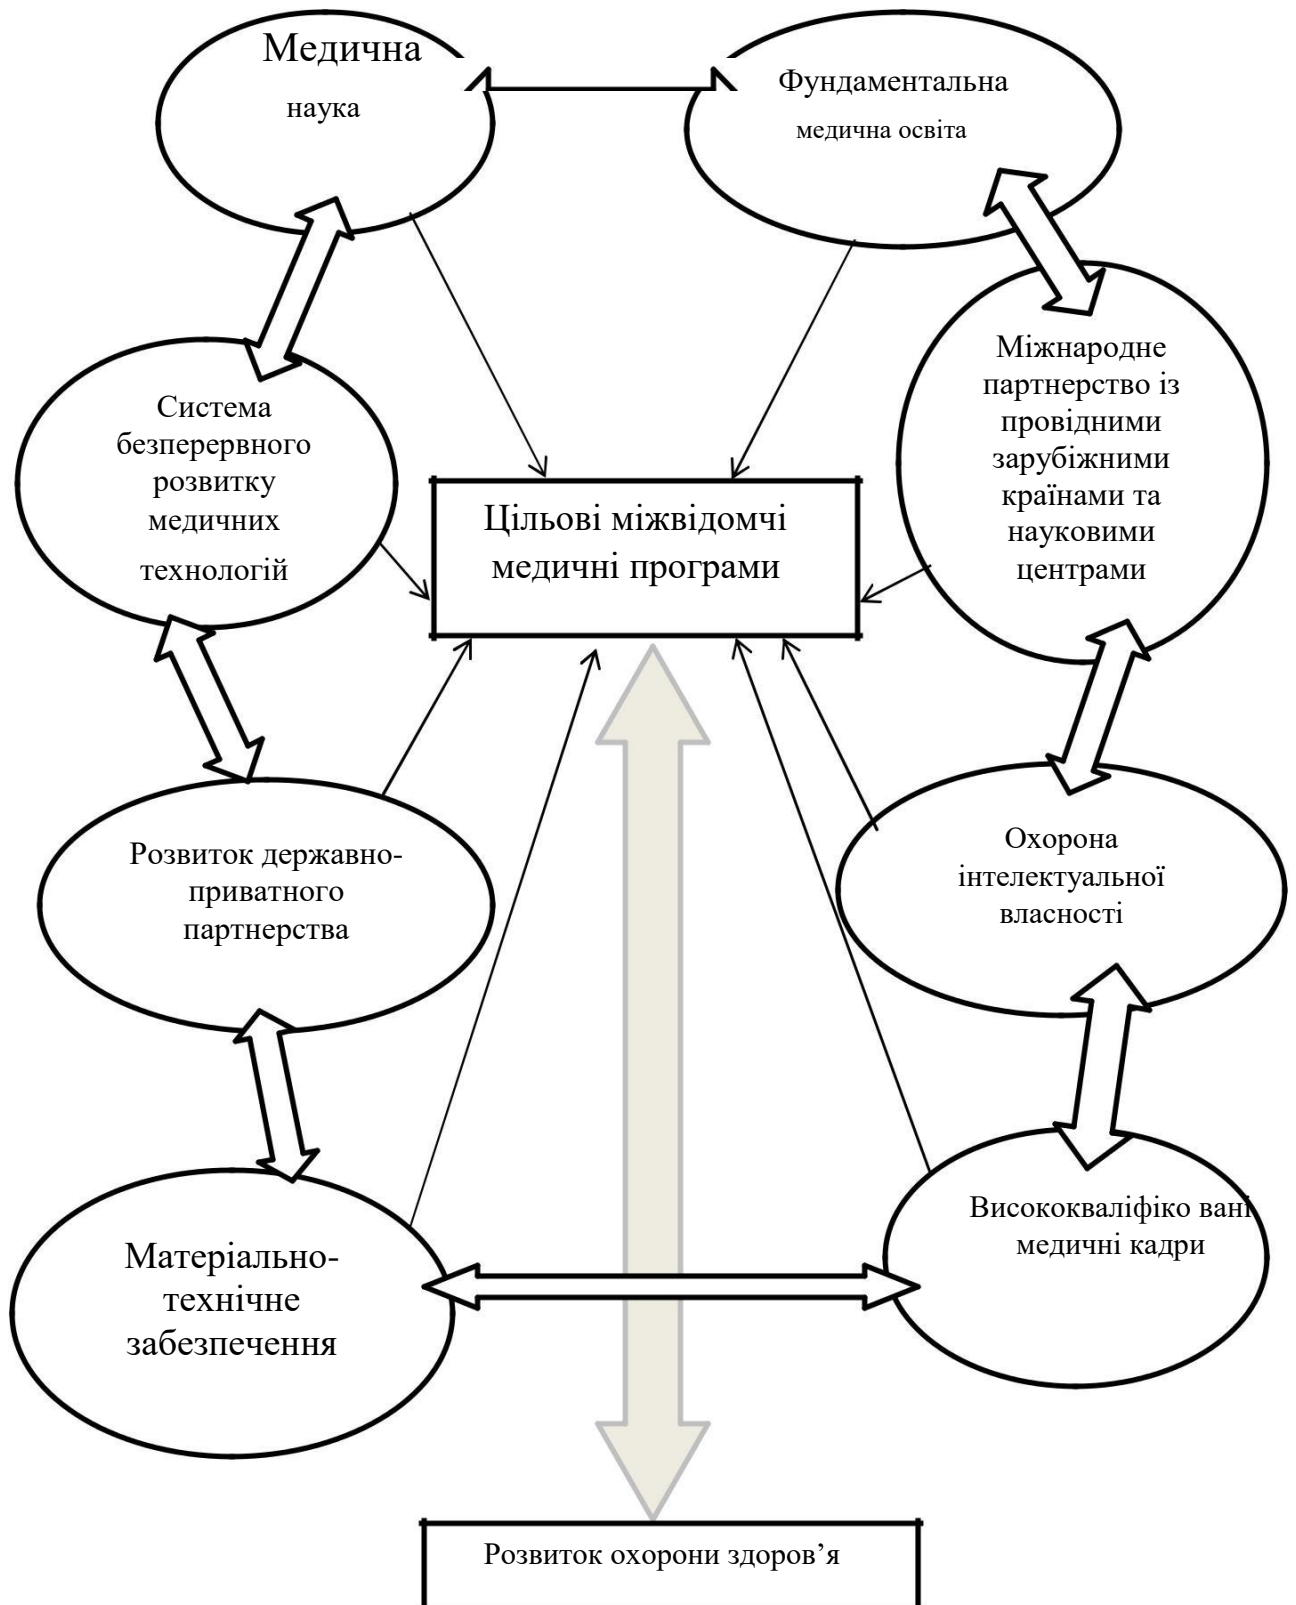 Медична
наука
Фундаментальна
медична освіта
Система
безперервного
розвитку
медичних
технологій
Міжнародне
партнерство із
провідними
зарубіжними
країнами та
науковими
центрами
Цільові міжвідомчі
медичні програми
Розвиток державно-
приватного
партнерства
Охорона
інтелектуальної
власності
Матеріально-
технічне
забезпечення
Висококваліфіко вані
медичні кадри
Розвиток охорони здоров’я